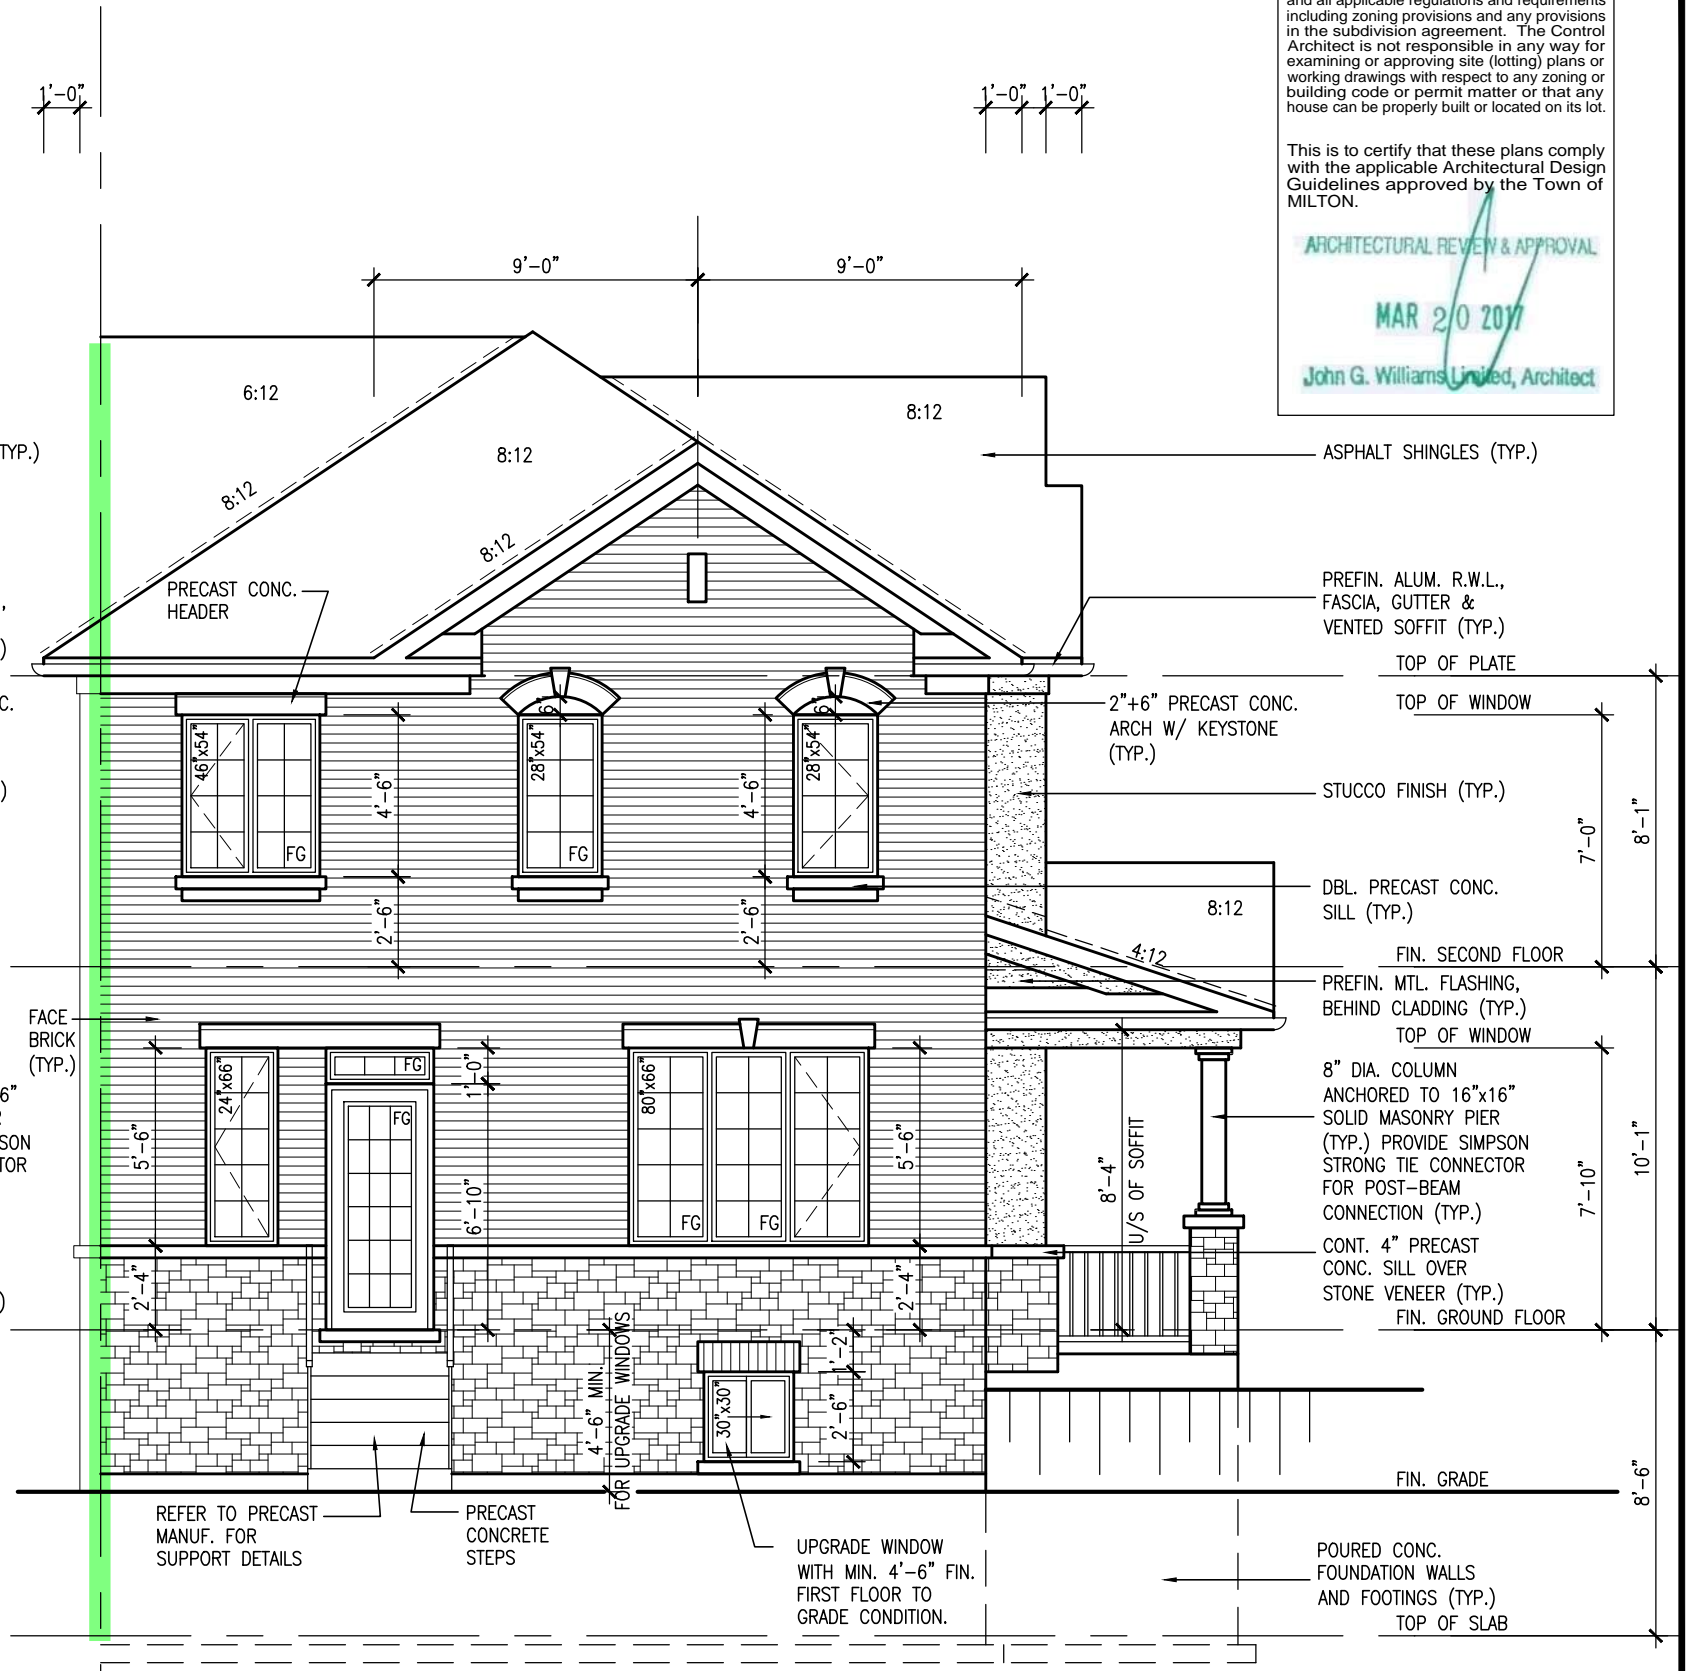 and all applicable regulations and requirements
including zoning provisions and any provisions
in the subdivision agreement. The Control
Architect is not responsible in any way for
examining or approving site (lotting) plans or
working drawings with respect to any zoning or
building code or permit matter or that any
house can be properly built or located on its lot.
This is to certify that these plans comply
with the applicable Architectural Design
Guidelines approved by the Town of
MILTON.
ARCHITECTURAL REVIEW & APPROVAL
MAR 20 2017
John G. Williams Limited, Architect
1'-0"
1'-0" 1'-0"
9'-0" 9'-0"
6:12
8:12
8:12
8:12
8:12
TYP.)
ASPHALT SHINGLES (TYP.)
PRECAST CONC.
HEADER
PREFIN. ALUM. R.W.L.,
FASCIA, GUTTER &
VENTED SOFFIT (TYP.)
TOP OF PLATE
TOP OF WINDOW
2"+6" PRECAST CONC.
ARCH W/ KEYSTONE
(TYP.)
C.
6"
6"
46"x54"
28"x54"
28"x54"
FG
FG
4'-6"
4'-6"
2'-6"
2'-6"
STUCCO FINISH (TYP.)
7'-0"
8'-1"
DBL. PRECAST CONC.
SILL (TYP.)
8:12
4:12
FIN. SECOND FLOOR
PREFIN. MTL. FLASHING,
BEHIND CLADDING (TYP.)
TOP OF WINDOW
FACE
BRICK
(TYP.)
6"
SON
TOR
24"x66"
FG
FG
80"x66"
FG
FG
1'-0"
5'-6"
6'-10"
5'-6"
2'-4"
2'-4"
8'-4"
U/S OF SOFFIT
8" DIA. COLUMN
ANCHORED TO 16"x16"
SOLID MASONRY PIER
(TYP.) PROVIDE SIMPSON
STRONG TIE CONNECTOR
FOR POST-BEAM
CONNECTION (TYP.)
7'-10"
10'-1"
CONT. 4" PRECAST
CONC. SILL OVER
STONE VENEER (TYP.)
FIN. GROUND FLOOR
4'-6" MIN.
FOR UPGRADE WINDOWS
30"x30"
1'-2"
2'-6"
FIN. GRADE
8'-6"
REFER TO PRECAST
MANUF. FOR
SUPPORT DETAILS
PRECAST
CONCRETE
STEPS
UPGRADE WINDOW
WITH MIN. 4'-6" FIN.
FIRST FLOOR TO
GRADE CONDITION.
POURED CONC.
FOUNDATION WALLS
AND FOOTINGS (TYP.)
TOP OF SLAB